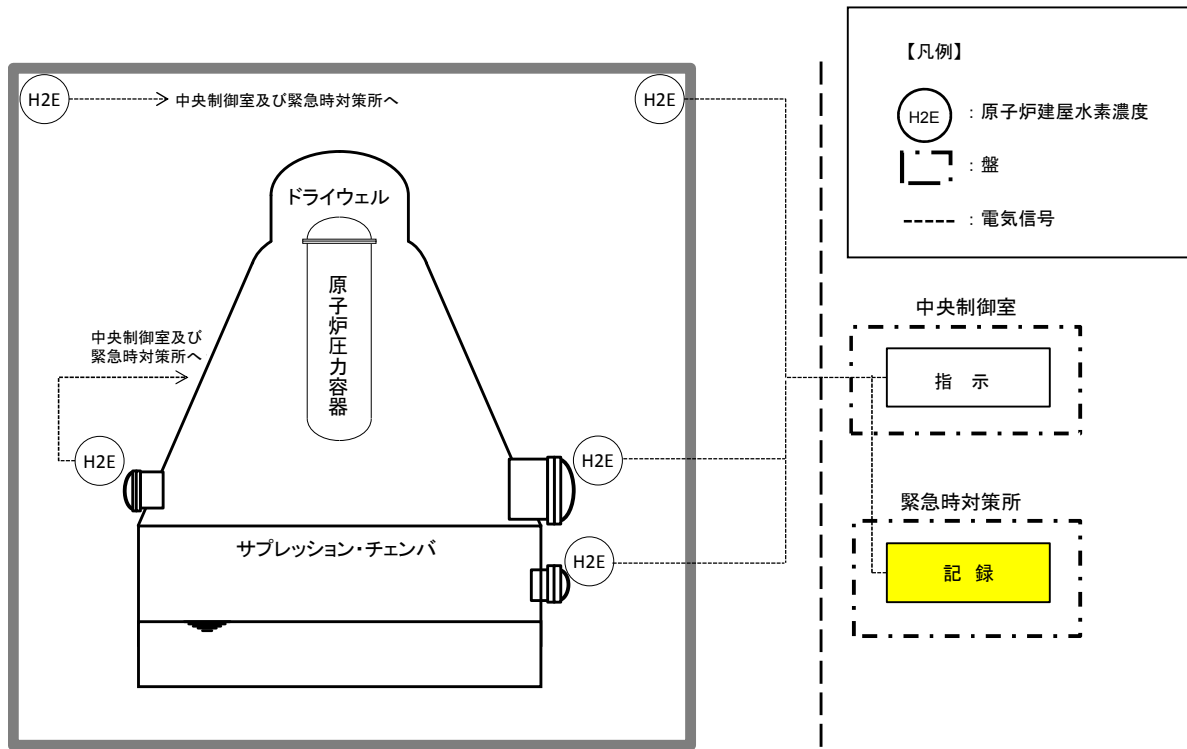 【凡例】
H2E
：原子炉建屋水素濃度
：盤
：電気信号
H2E
中央制御室及び緊急時対策所へ
H2E
ドライウェル
原子炉圧力容器
中央制御室及び
緊急時対策所へ
H2E
H2E
サプレッション・チェンバ
H2E
中央制御室
指 示
緊急時対策所
記 録